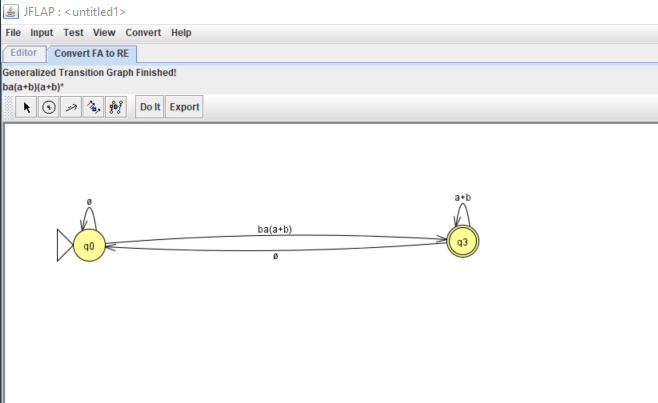 JFLAP : <untitled1>
File Input Test View Convert Help
Editor Convert FA to RE
Generalized Transition Graph Finished!
ba(a+b)(a+b)*
Do It Export
ø
a+b
ba(a+b)
q0
q3
ø